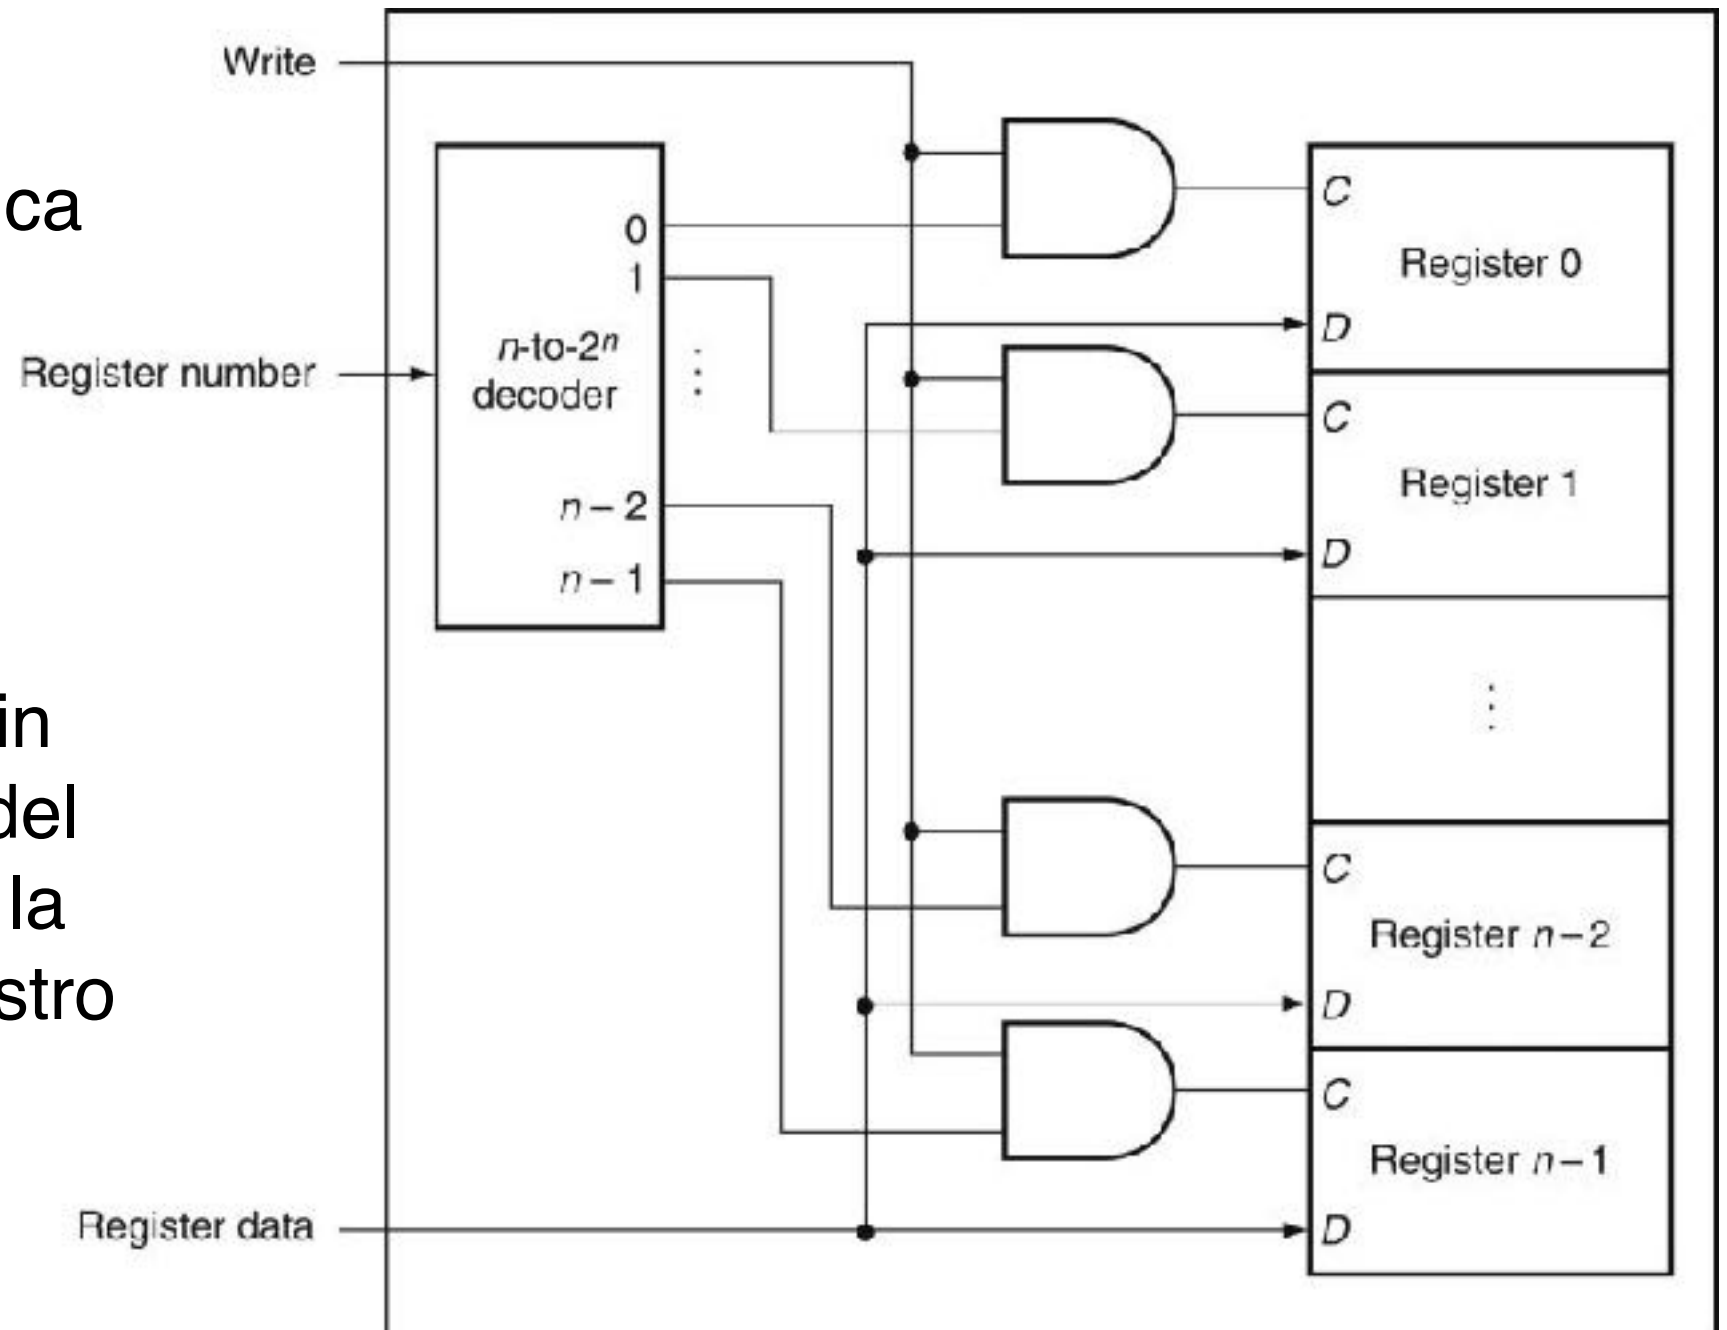 Write
ca
0
C
Register 0
1
D
n-to-2ⁿ
decoder
⋮
Register number
C
Register 1
n – 2
D
n – 1
in
⋮
del
C
la
Register n – 2
stro
D
C
Register n – 1
Register data
D